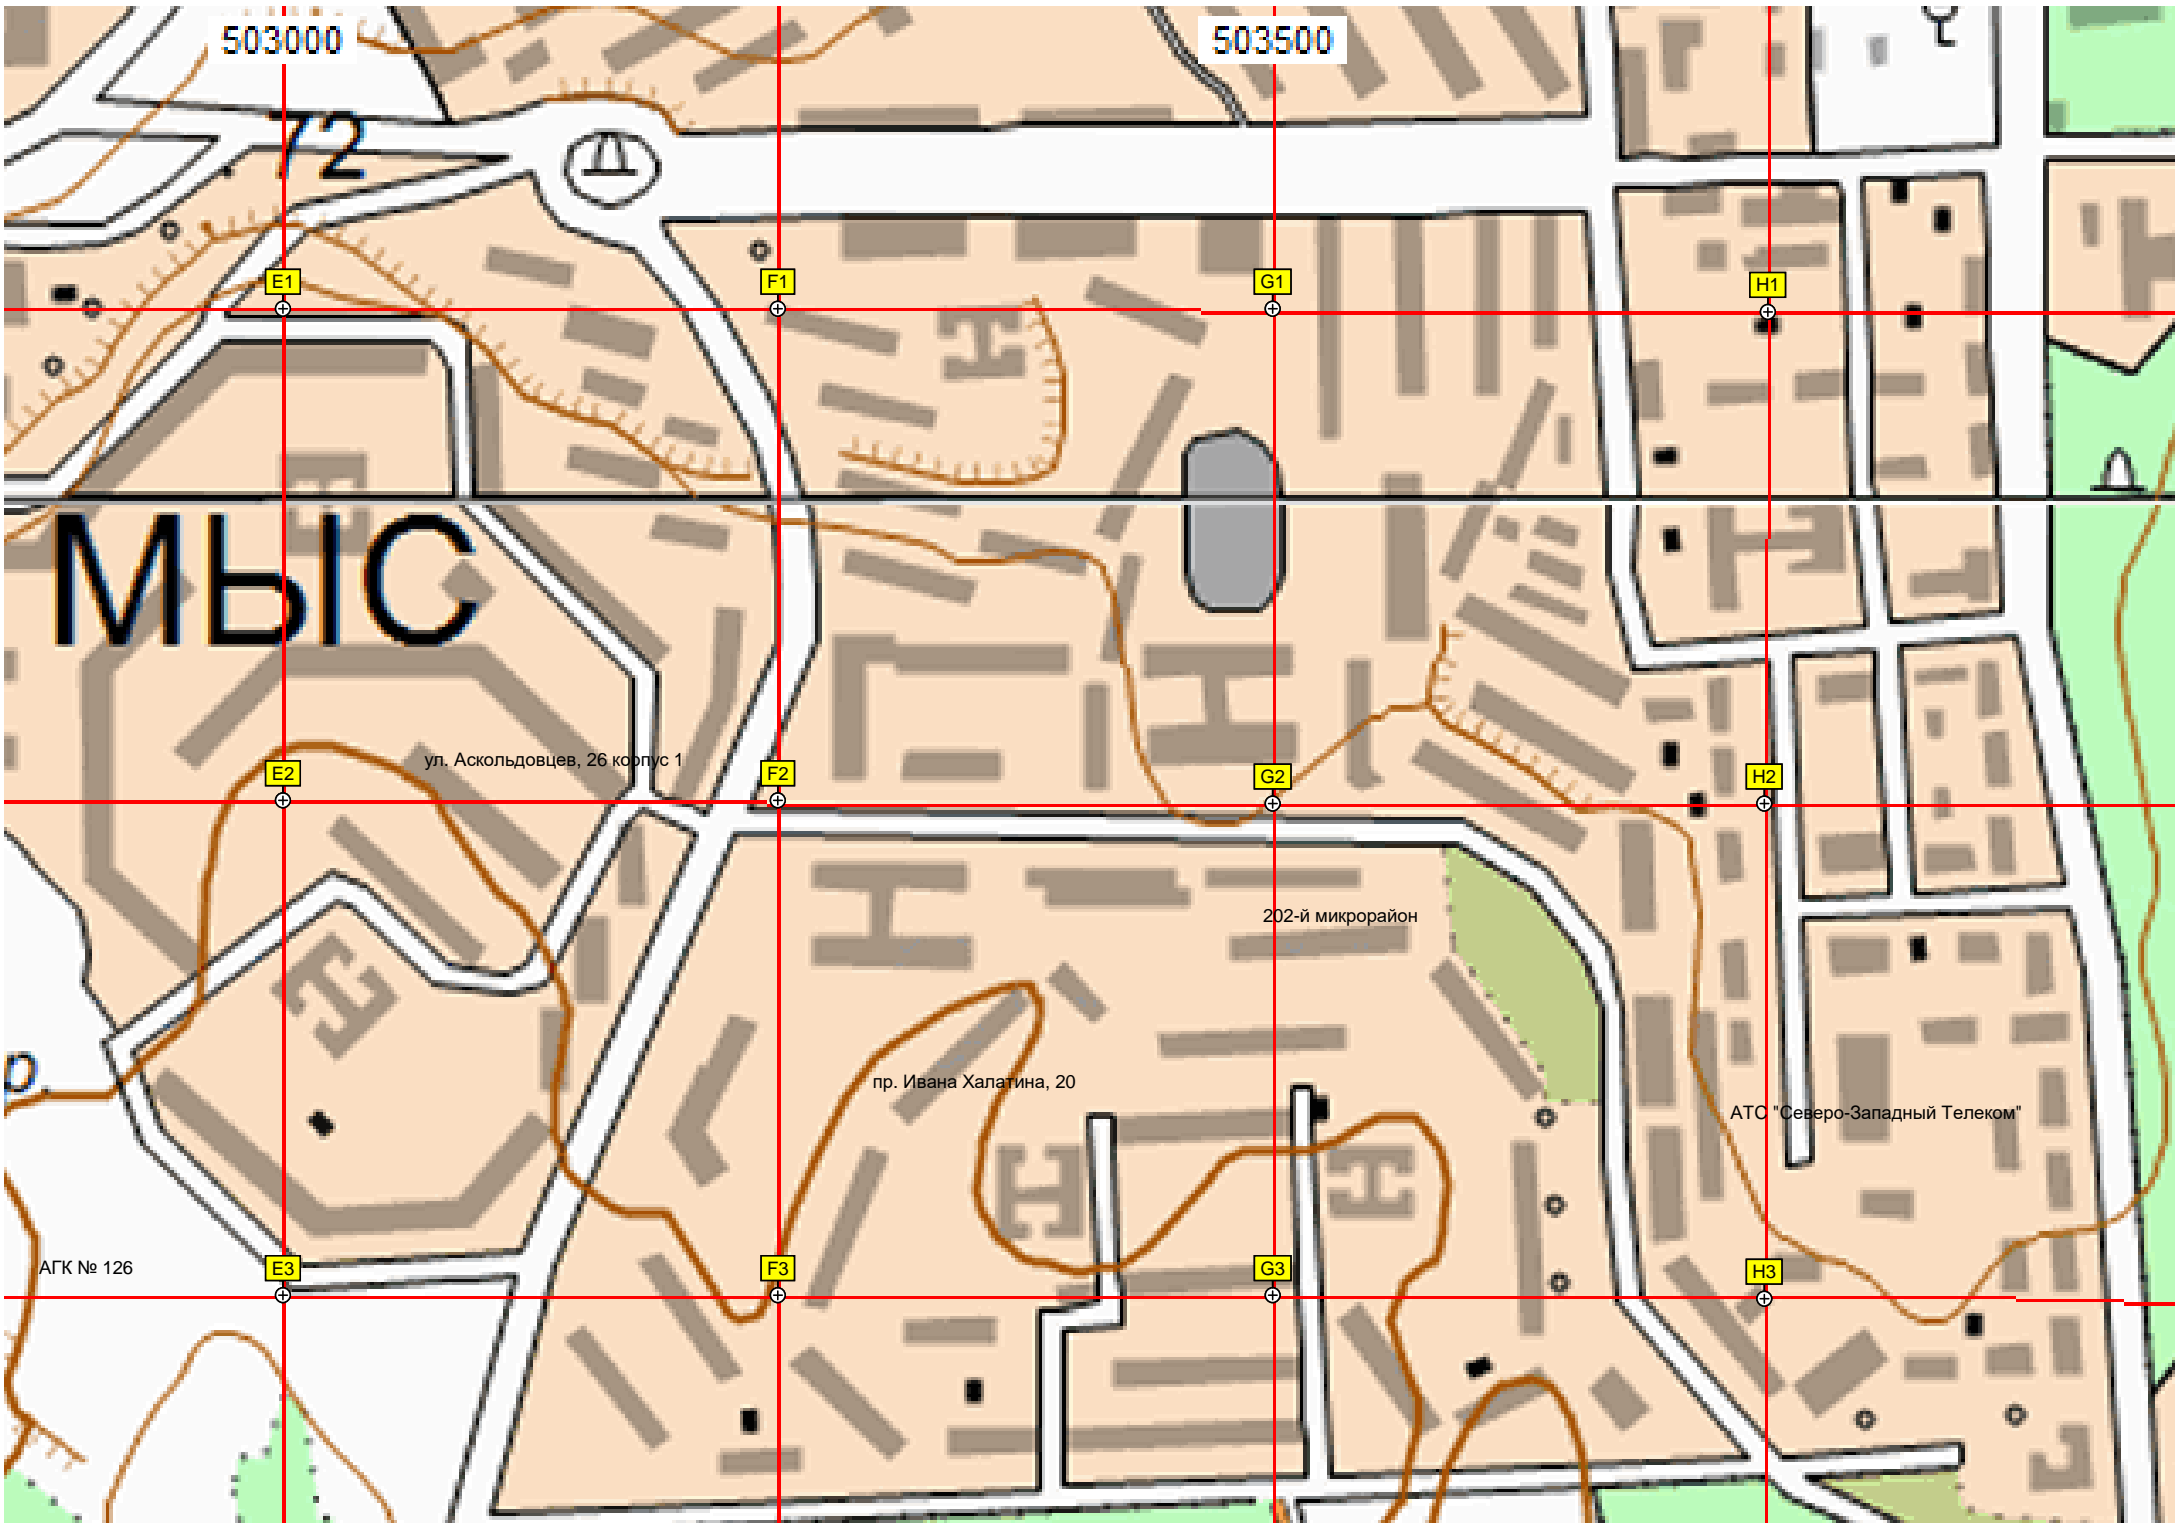 503000
503500
72
E1
F1
G1
H1
МЫС
ул. Аскольдовцев, 26 корпус 1
E2
F2
G2
H2
202-й микрорайон
р.
пр. Ивана Халатина, 20
АТС "Северо-Западный Телеком"
АГК № 126
E3
F3
G3
H3